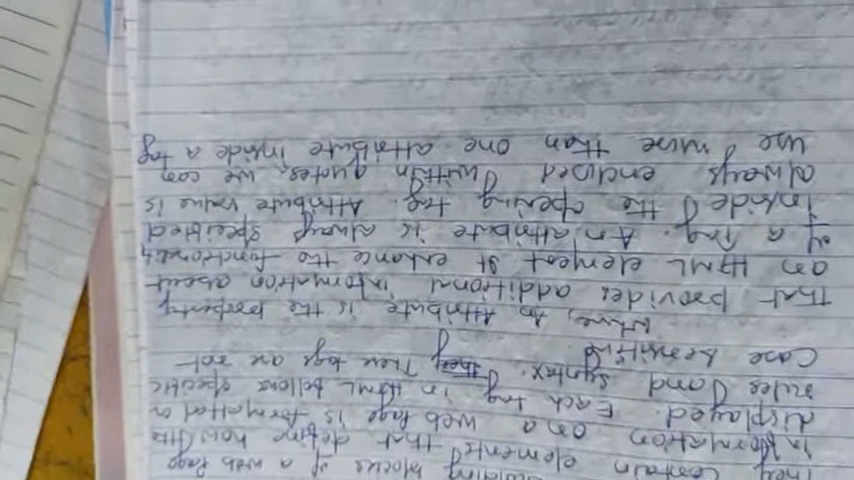 They contain building blocks of a web Page
elements that define how the
information on a web page is formatted or
displayed. Each tag in HTML follows specific
rules and syntax. These tags are not
case sensitive.
While, An Attribute is the property
that provides additional information about
an HTML element. It enhance the functionality
of a tag. An attribute is always specified
inside the opening tag. Attribute value is
always enclosed within quotes, we can
use more than one attribute inside a tag